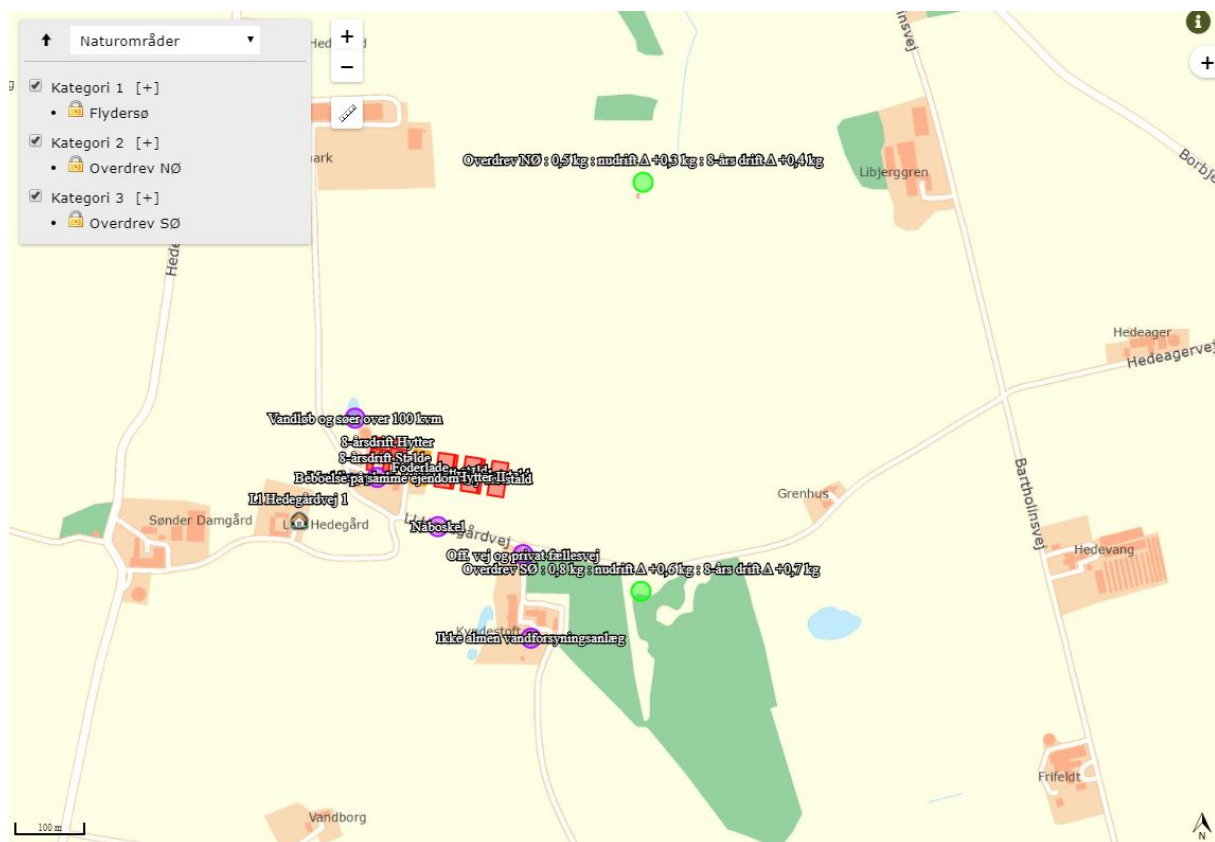 Naturområder
Kategori 1 [+]
Flydersø
Kategori 2 [+]
Overdrev NØ
Kategori 3 [+]
Overdrev SØ
+
−
i
+
Overdrev NØ : 0,5 kg : nudrift Δ +0,3 kg : 8-års drift Δ +0,4 kg
Libjerggren
Hedeager
Hedeagervej
Vandløb og søer over 100 kvm
8-årsdrift Hytter
8-årsdrift Stalde
Foderlade
Beboelse på samme ejendom
Hytter II
Ll Hedegårdvej 1
Sønder Damgård
Hedegård
Naboskel
Grenhus
Bartholinsvej
Hedevang
Off. vej og privat fællesvej
Overdrev SØ : 0,8 kg : nudrift Δ +0,6 kg : 8-års drift Δ +0,7 kg
Ikke almen vandforsyningsanlæg
Frifeldt
Vandborg
100 m
N